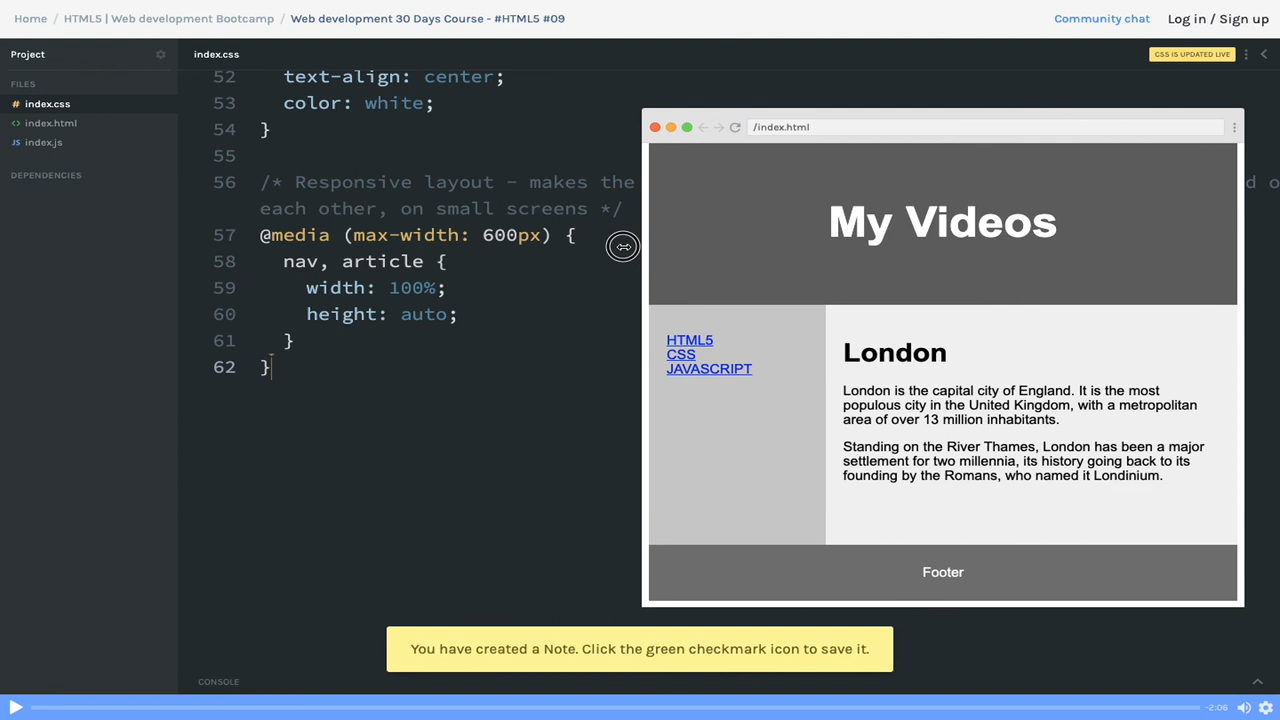 Home / HTML5 | Web development Bootcamp / Web development 30 Days Course - #HTML5 #09
Community chat
Log in / Sign up
Project
index.css
CSS IS UPDATED LIVE
FILES
# index.css
<> index.html
JS index.js
DEPENDENCIES
52 text-align: center;
53 color: white;
54 }
55
56 /* Responsive layout - makes the
each other, on small screens */
57 @media (max-width: 600px) {
58 nav, article {
59 width: 100%;
60 height: auto;
61 }
62 }
/index.html
My Videos
HTML5
CSS
JAVASCRIPT
London
London is the capital city of England. It is the most
populous city in the United Kingdom, with a metropolitan
area of over 13 million inhabitants.
Standing on the River Thames, London has been a major
settlement for two millennia, its history going back to its
founding by the Romans, who named it Londinium.
Footer
You have created a Note. Click the green checkmark icon to save it.
CONSOLE
-2:06